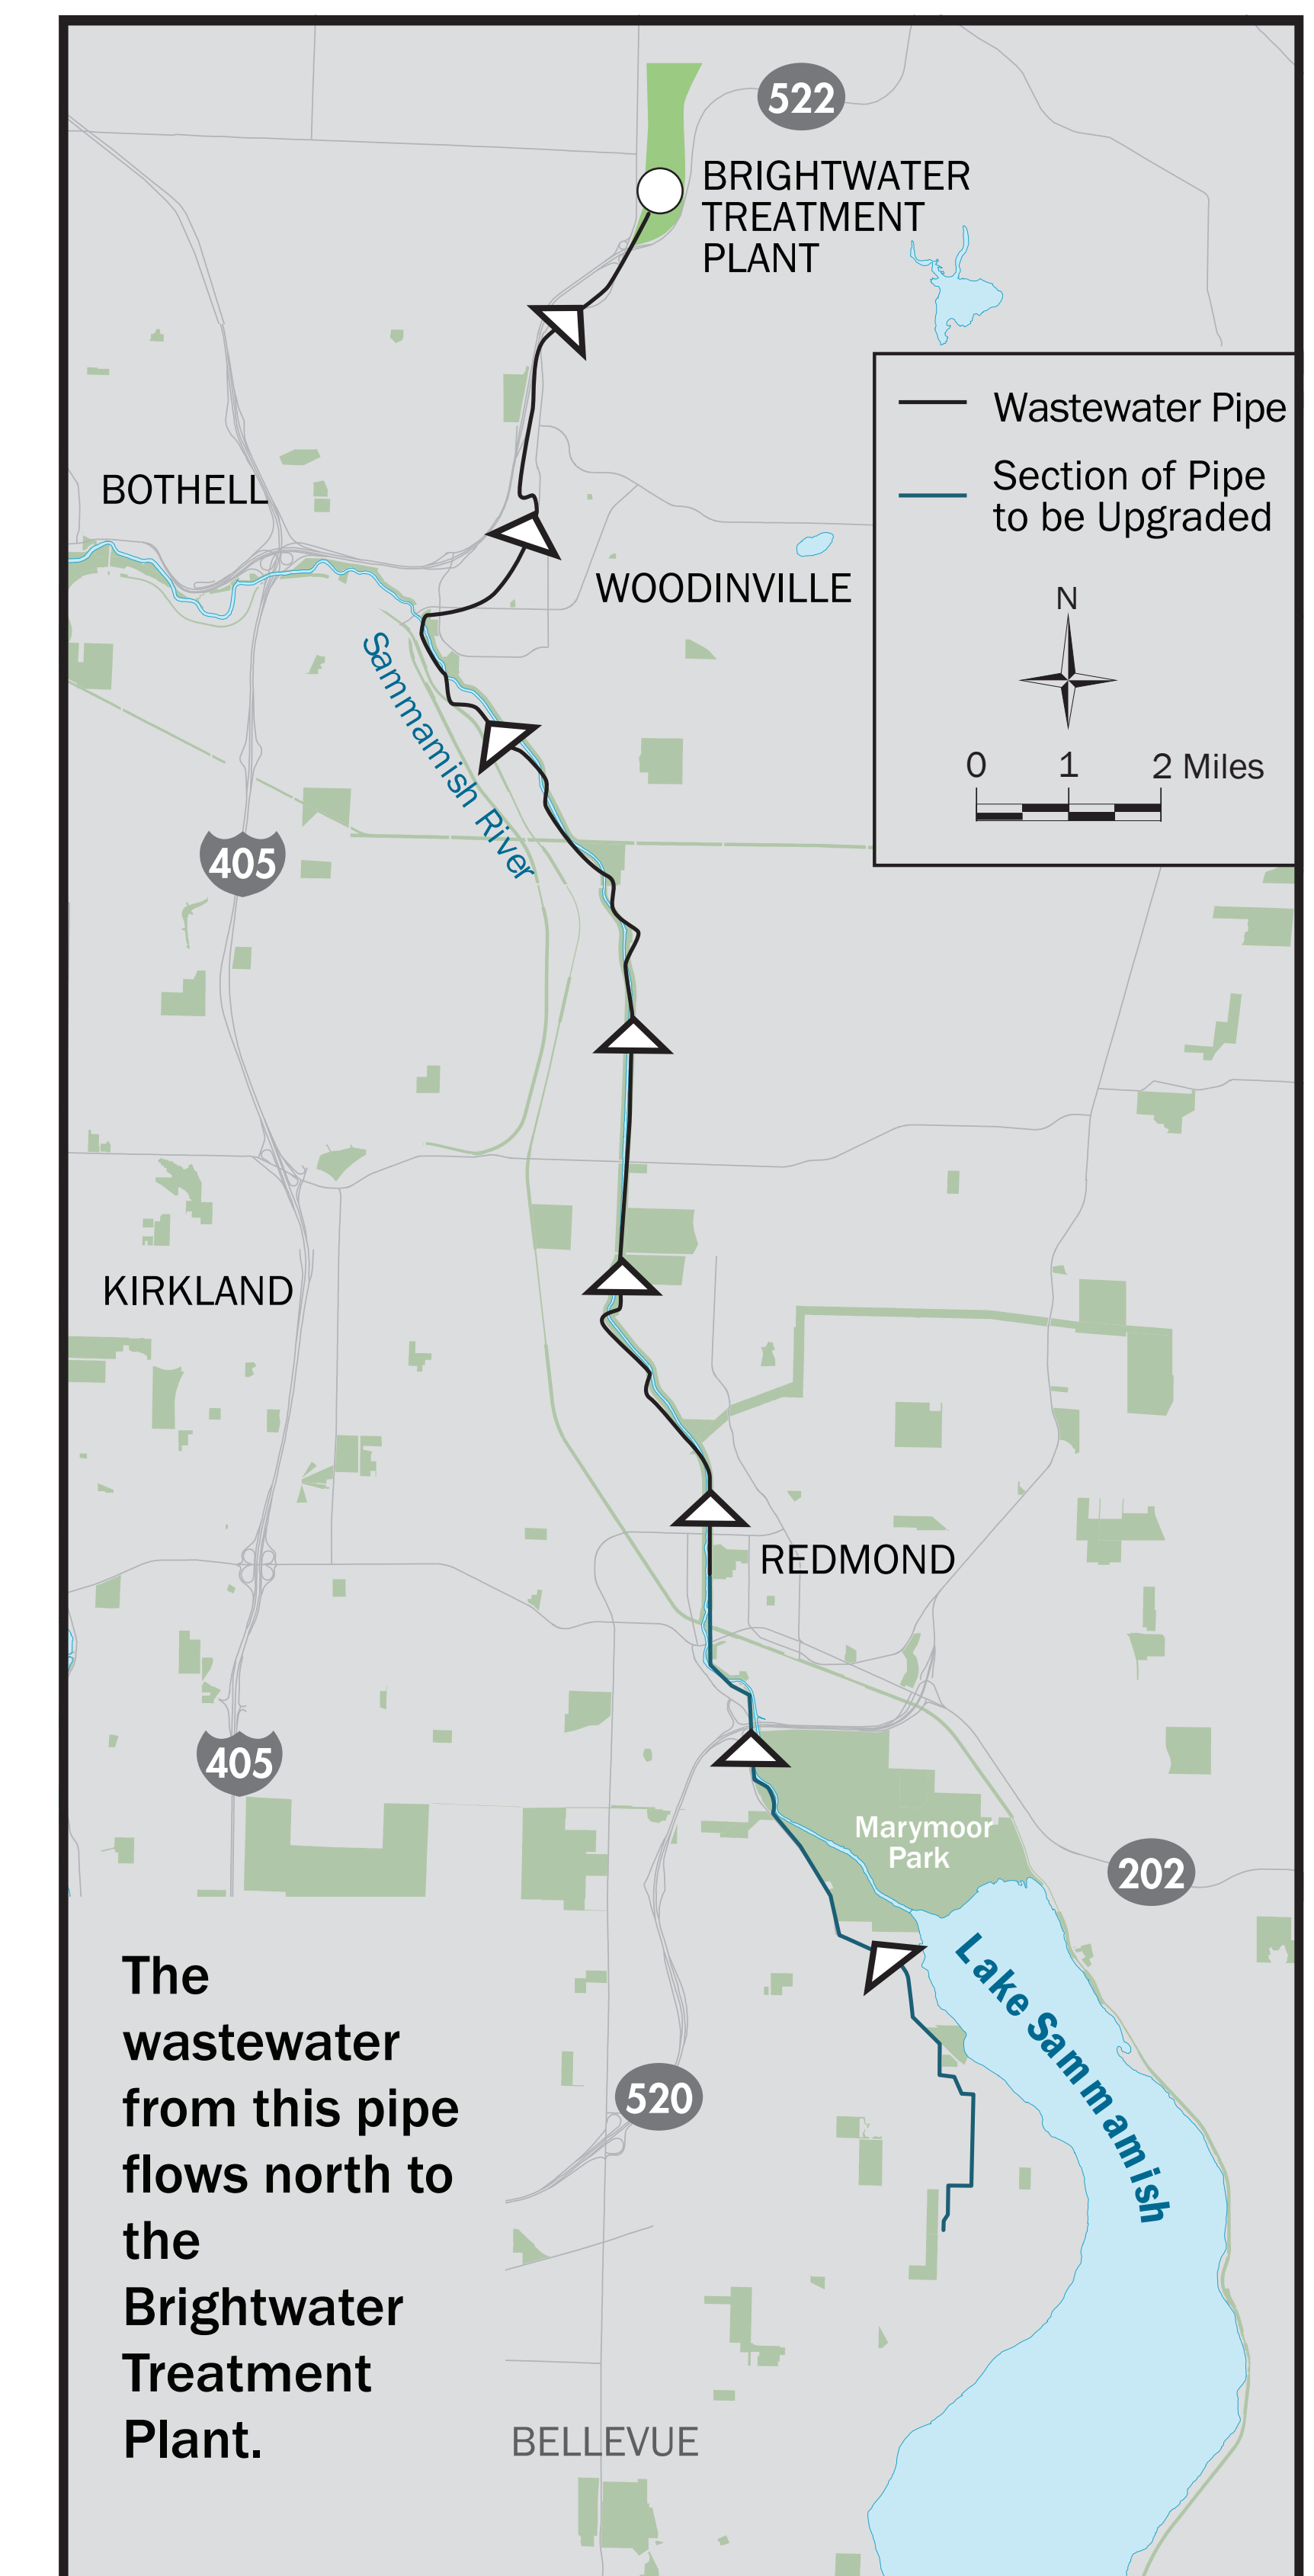 522
BRIGHTWATER
TREATMENT
PLANT
Wastewater Pipe
Section of Pipe
to be Upgraded
N
0 1 2 Miles
BOTHELL
WOODINVILLE
Sammamish River
405
KIRKLAND
REDMOND
405
Marymoor
Park
202
Lake Sammamish
520
The
wastewater
from this pipe
flows north to
the
Brightwater
Treatment
Plant.
BELLEVUE